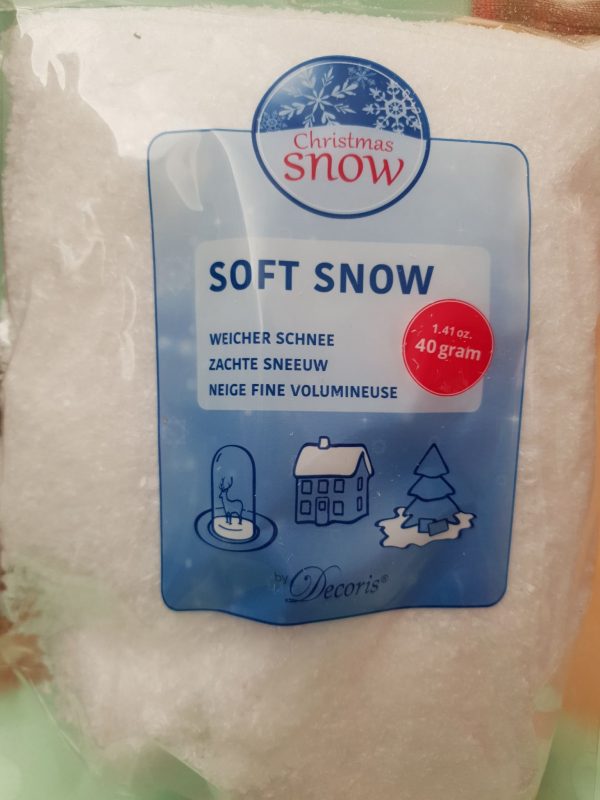 Christmas
snow
SOFT SNOW
WEICHER SCHNEE
ZACHTE SNEEUW
NEIGE FINE VOLUMINEUSE
1.41 oz.
40 gram
by Decoris®